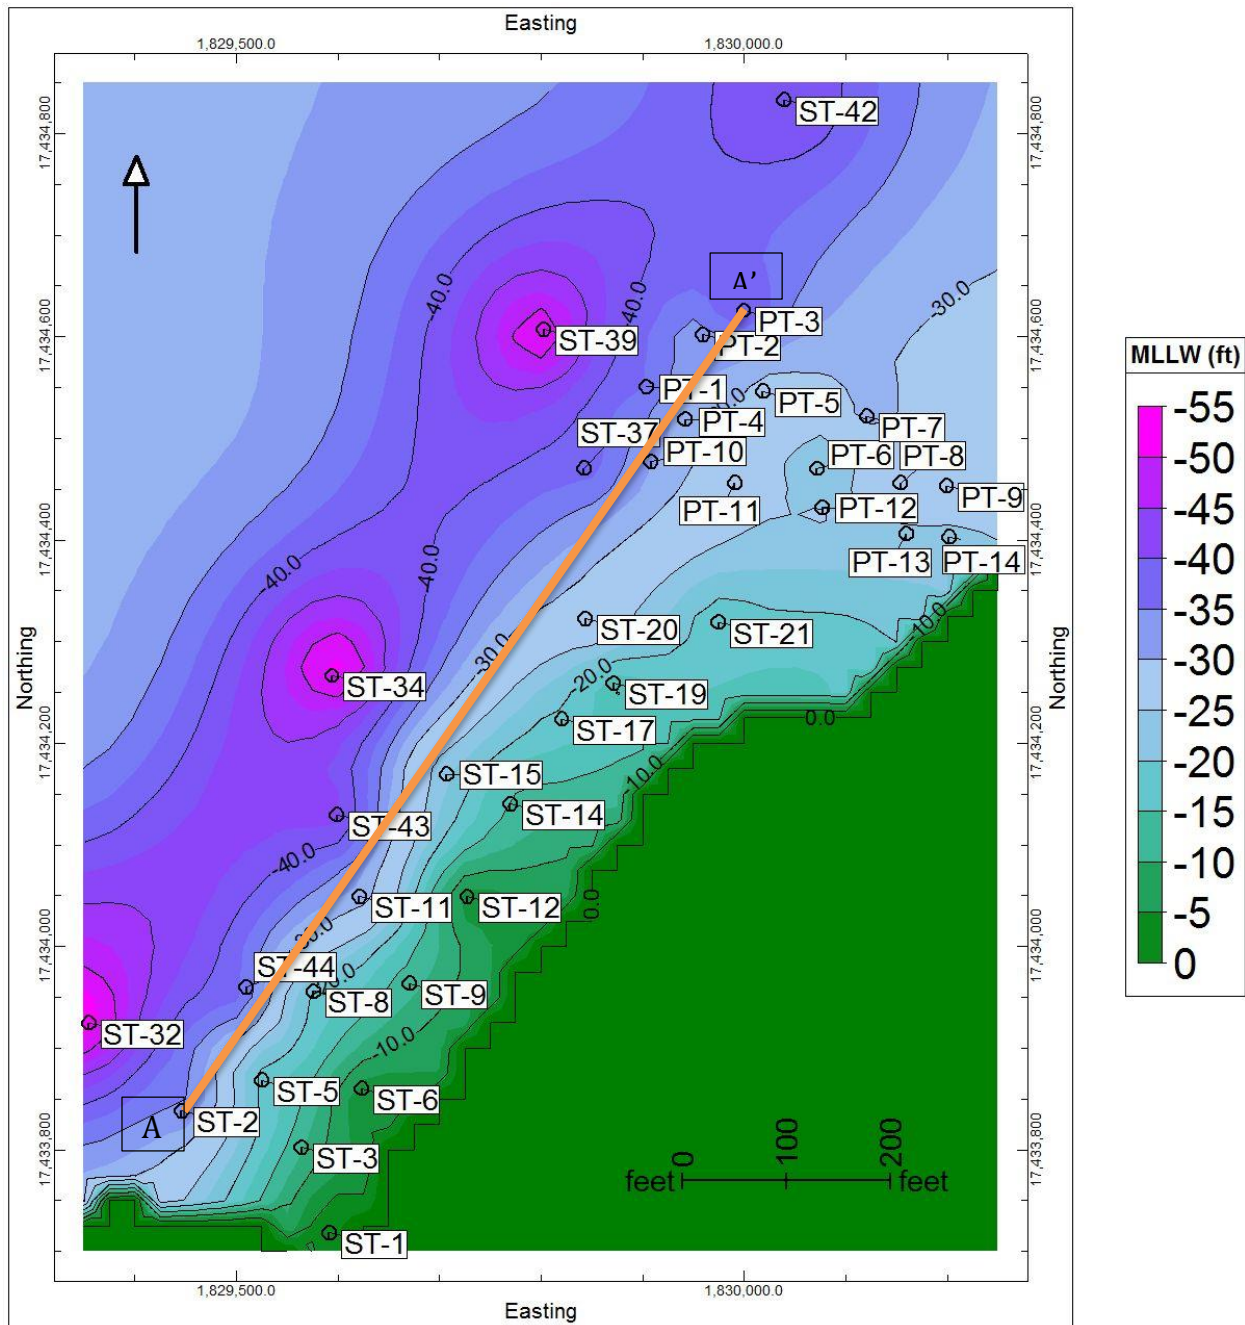 Easting
1,829,500.0 1,830,000.0
17,434,800 17,434,800
ST-42
-40.0
A'
-30.0
17,434,600 17,434,600
PT-3
-40.0
ST-39
PT-2
PT-1
PT-5
PT-4
ST-37
PT-7
PT-10
PT-6 PT-8
PT-9
PT-11
PT-12
17,434,400 17,434,400
PT-13 PT-14
-40.0 -40.0
-10.0
ST-20 ST-21
-30.0
Northing Northing
-20.0
ST-34 ST-19
0.0
ST-17
17,434,200 17,434,200
ST-15
-10.0
ST-14
ST-43
-40.0
ST-11 ST-12
0.0
17,434,000 17,434,000
ST-44
ST-8 ST-9
ST-32
-10.0
ST-5 ST-6
A
ST-2
17,433,800 17,433,800
ST-3
0 100 200
feet feet
ST-1
1,829,500.0 1,830,000.0
Easting
MLLW (ft)
-55
-50
-45
-40
-35
-30
-25
-20
-15
-10
-5
0